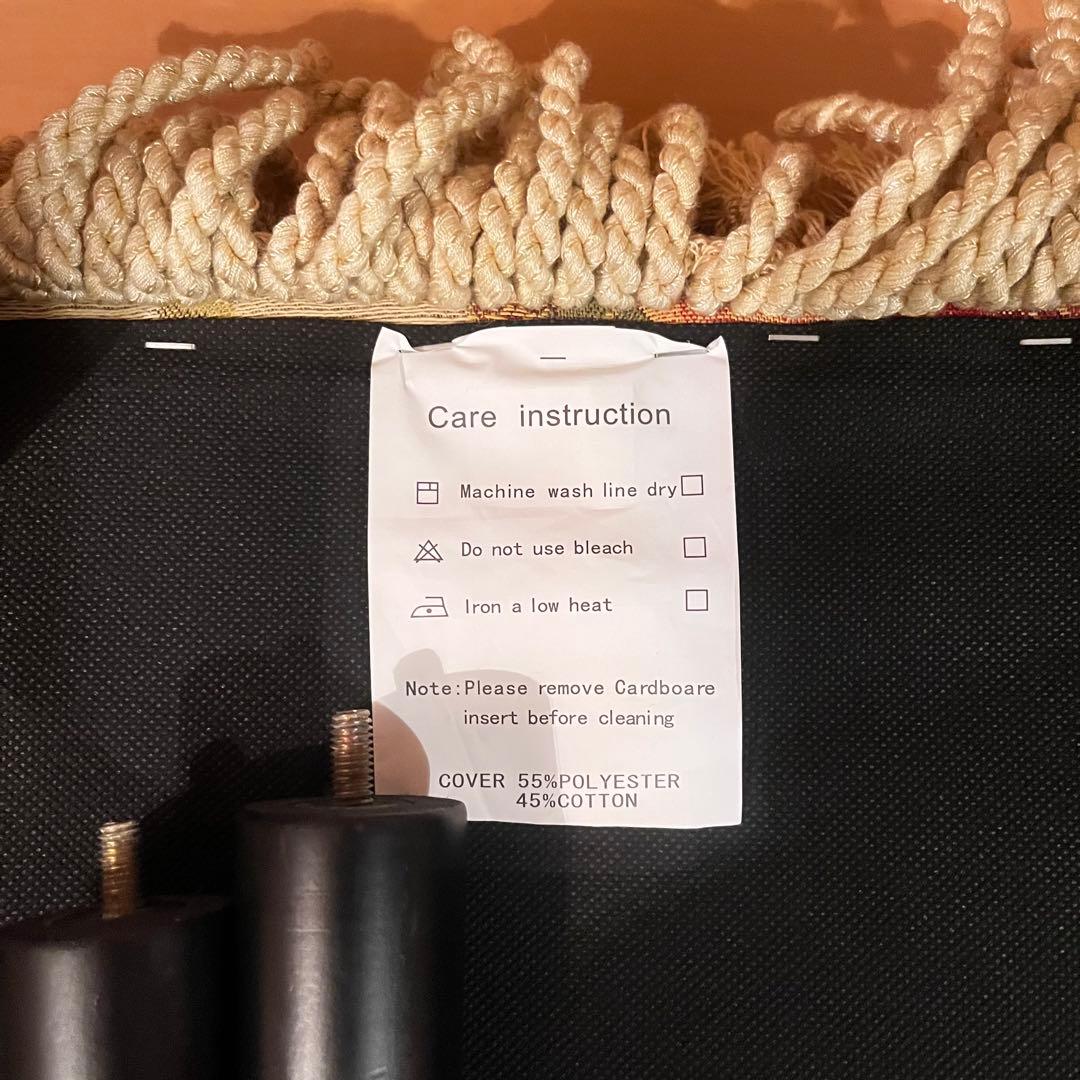 Care instruction
Machine wash line dry
Do not use bleach
Iron a low heat
Note:Please remove Cardboare
insert before cleaning
COVER 55%POLYESTER
45%COTTON